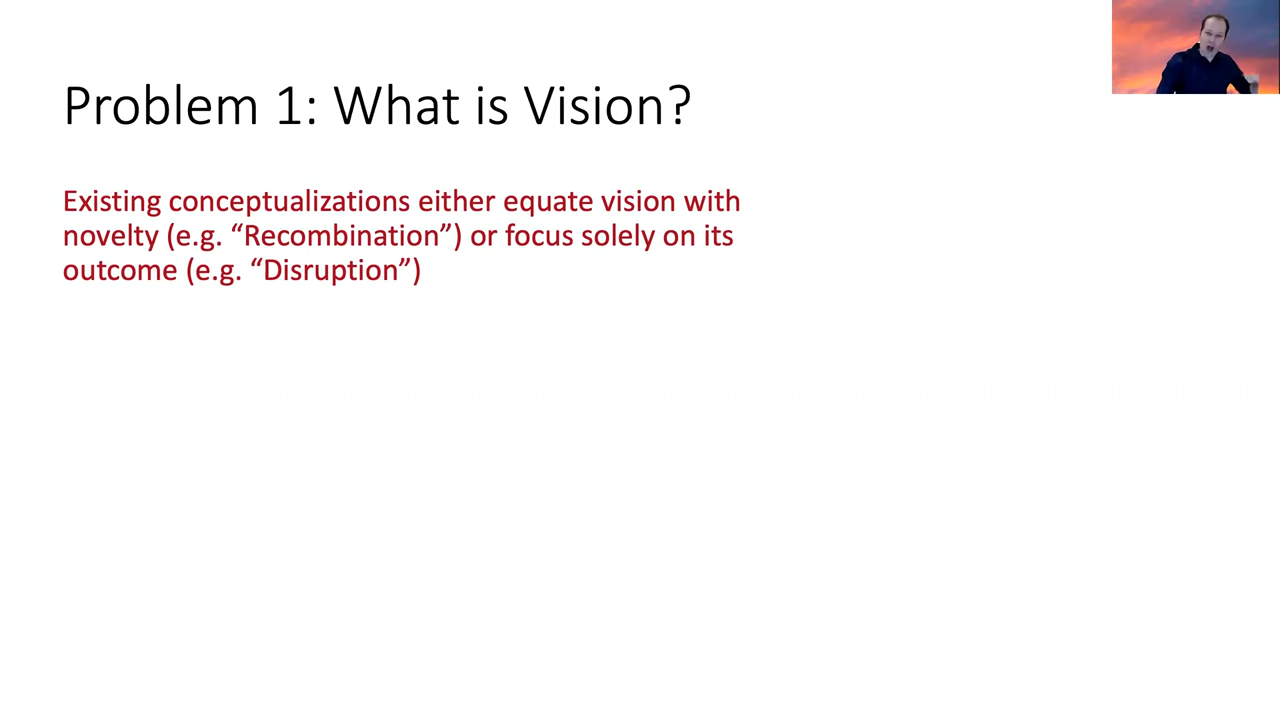 Problem 1: What is Vision?
Existing conceptualizations either equate vision with
novelty (e.g. “Recombination”) or focus solely on its
outcome (e.g. “Disruption”)